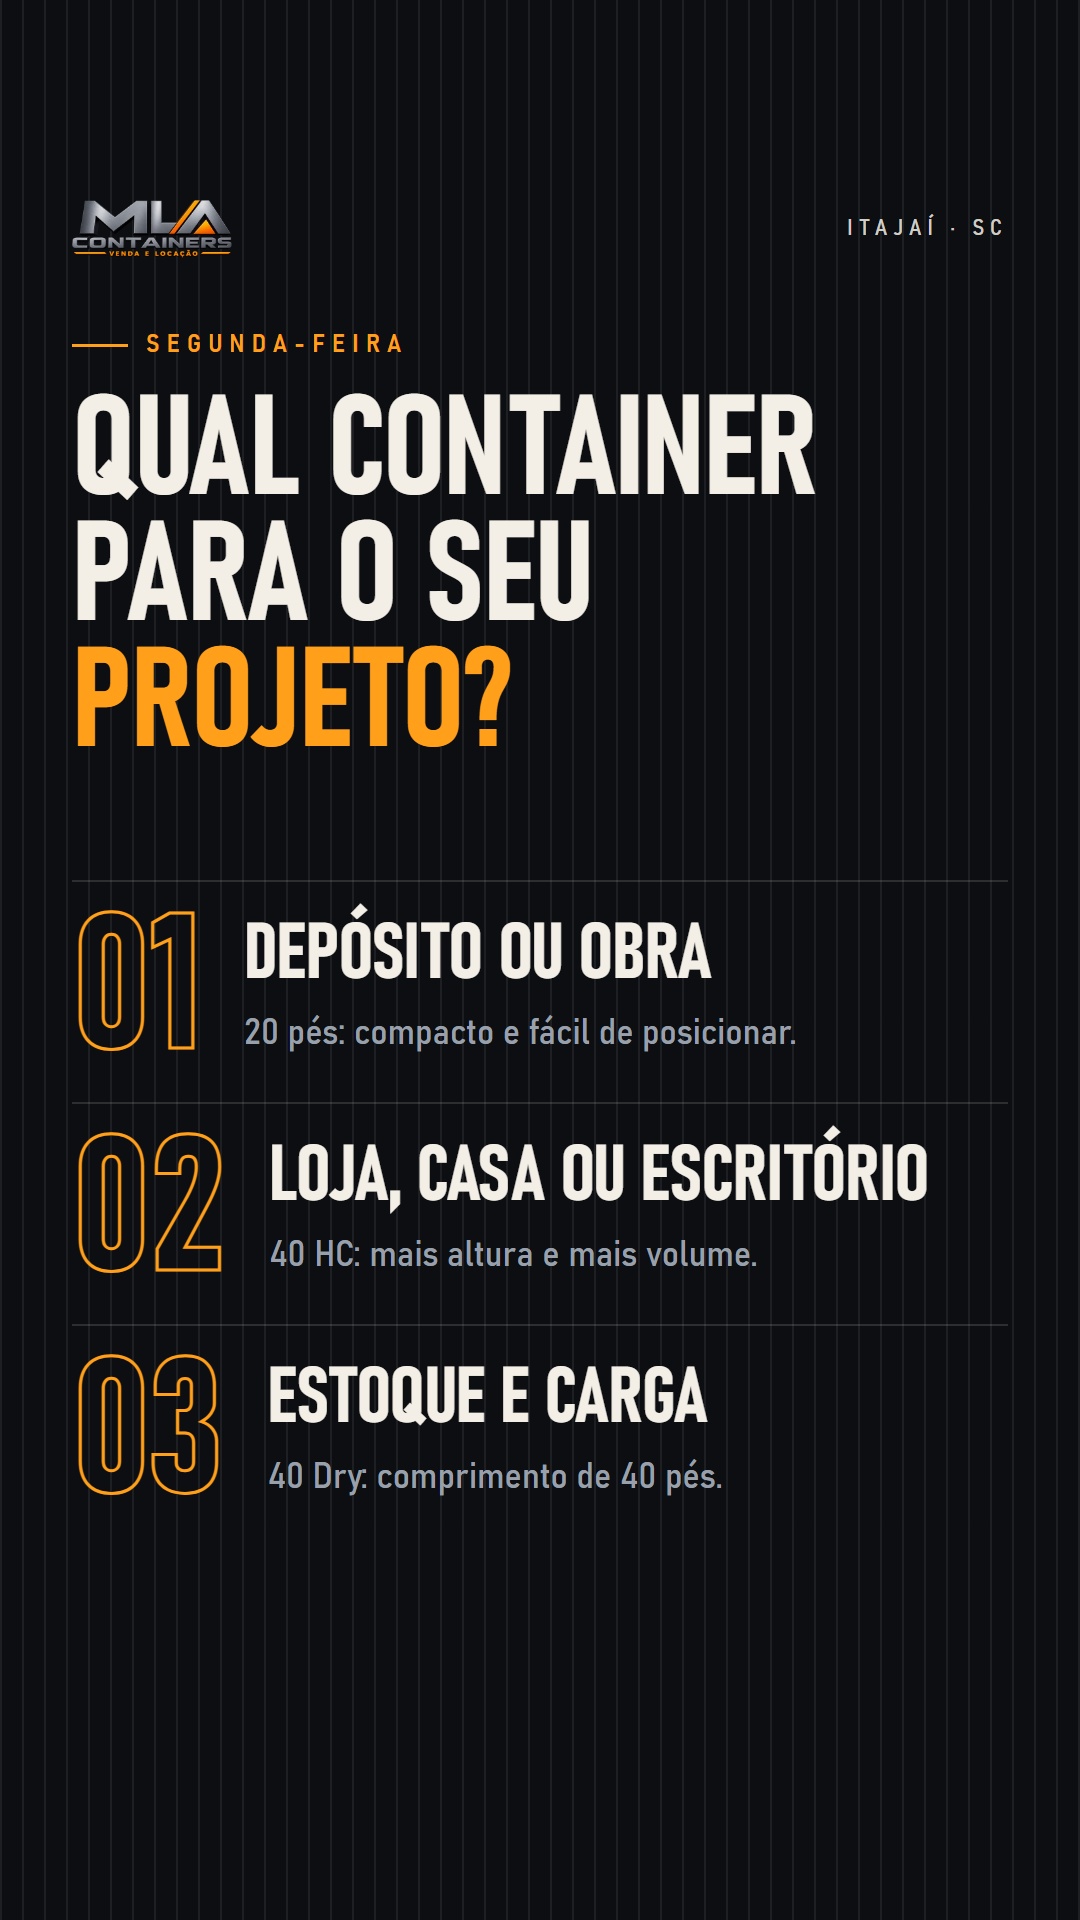 MLA
CONTAINERS
VENDA E LOCAÇÃO
ITAJAÍ · SC
SEGUNDA-FEIRA
QUAL CONTAINER
PARA O SEU
PROJETO?
01
DEPÓSITO OU OBRA
20 pés: compacto e fácil de posicionar.
02
LOJA, CASA OU ESCRITÓRIO
40 HC: mais altura e mais volume.
03
ESTOQUE E CARGA
40 Dry: comprimento de 40 pés.